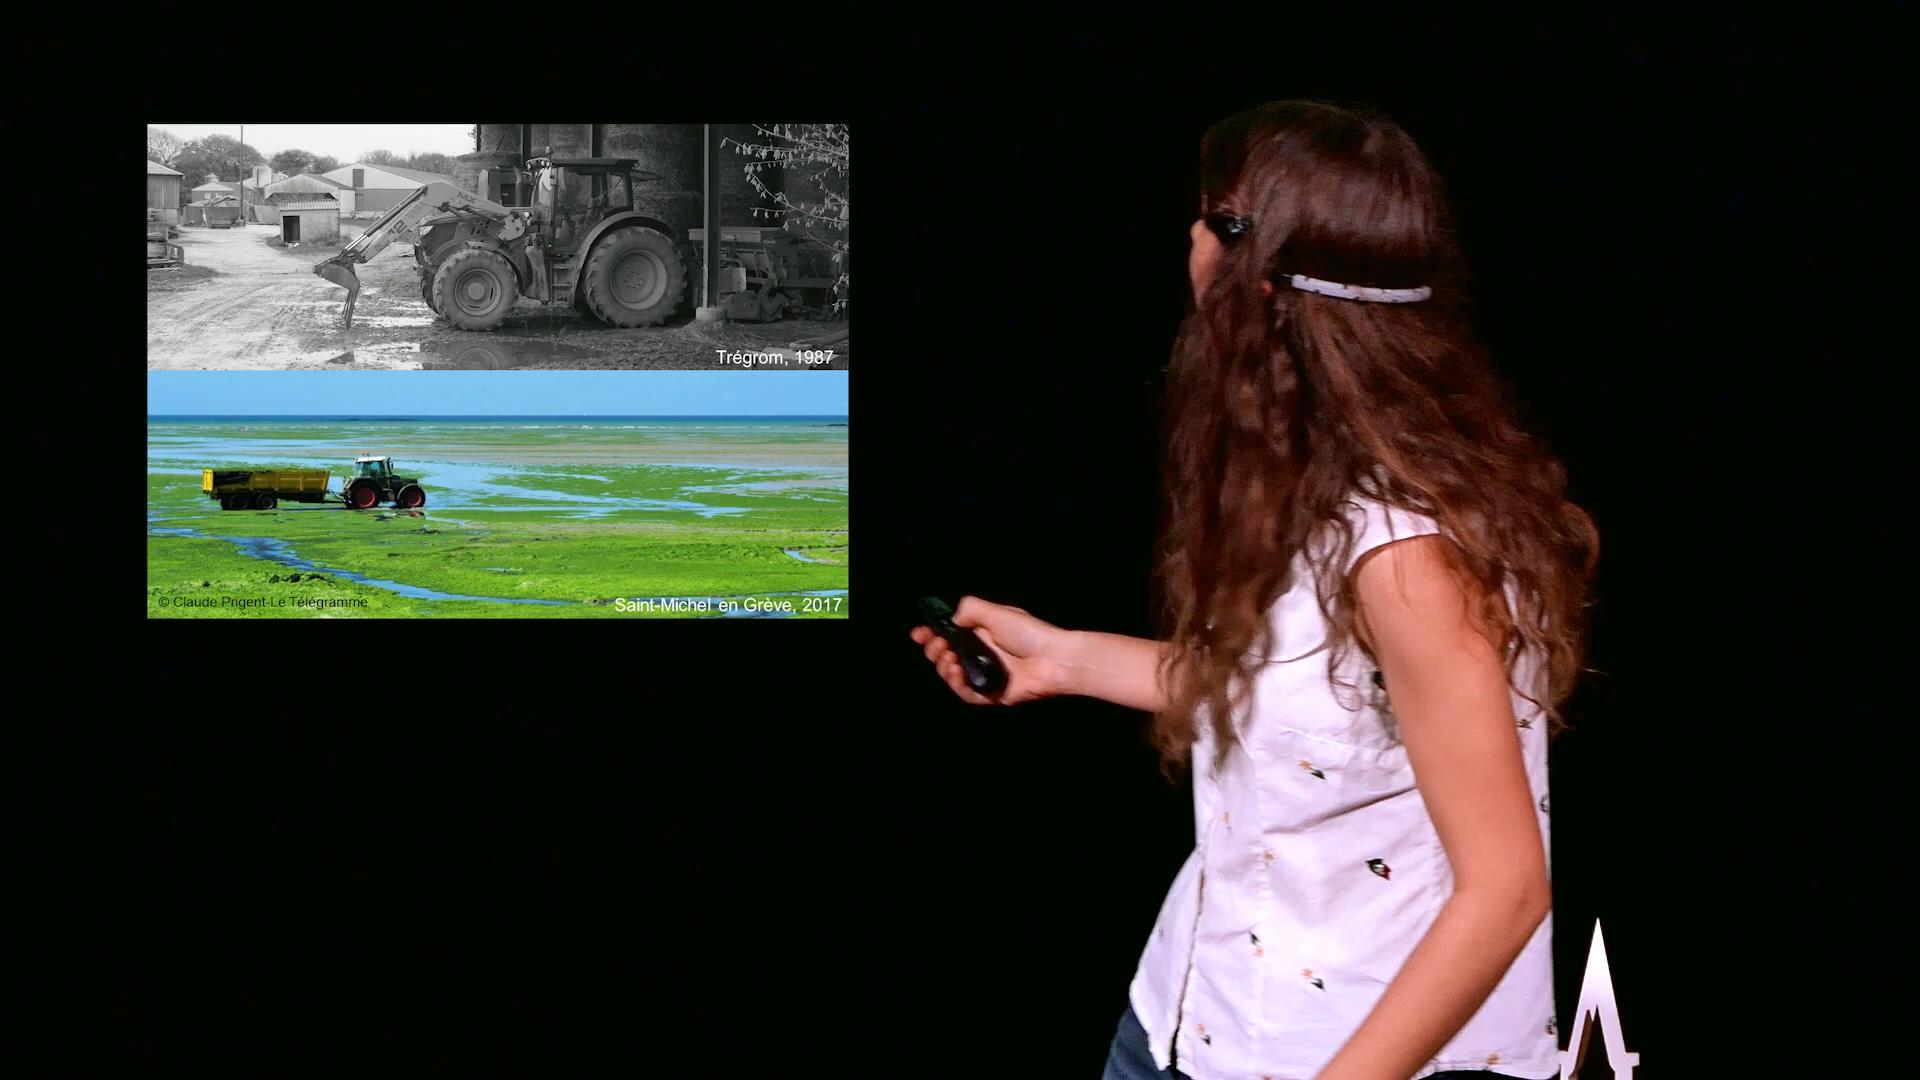 Trégrom, 1987
© Claude Prigent-Le Télégramme
Saint-Michel en Grève, 2017